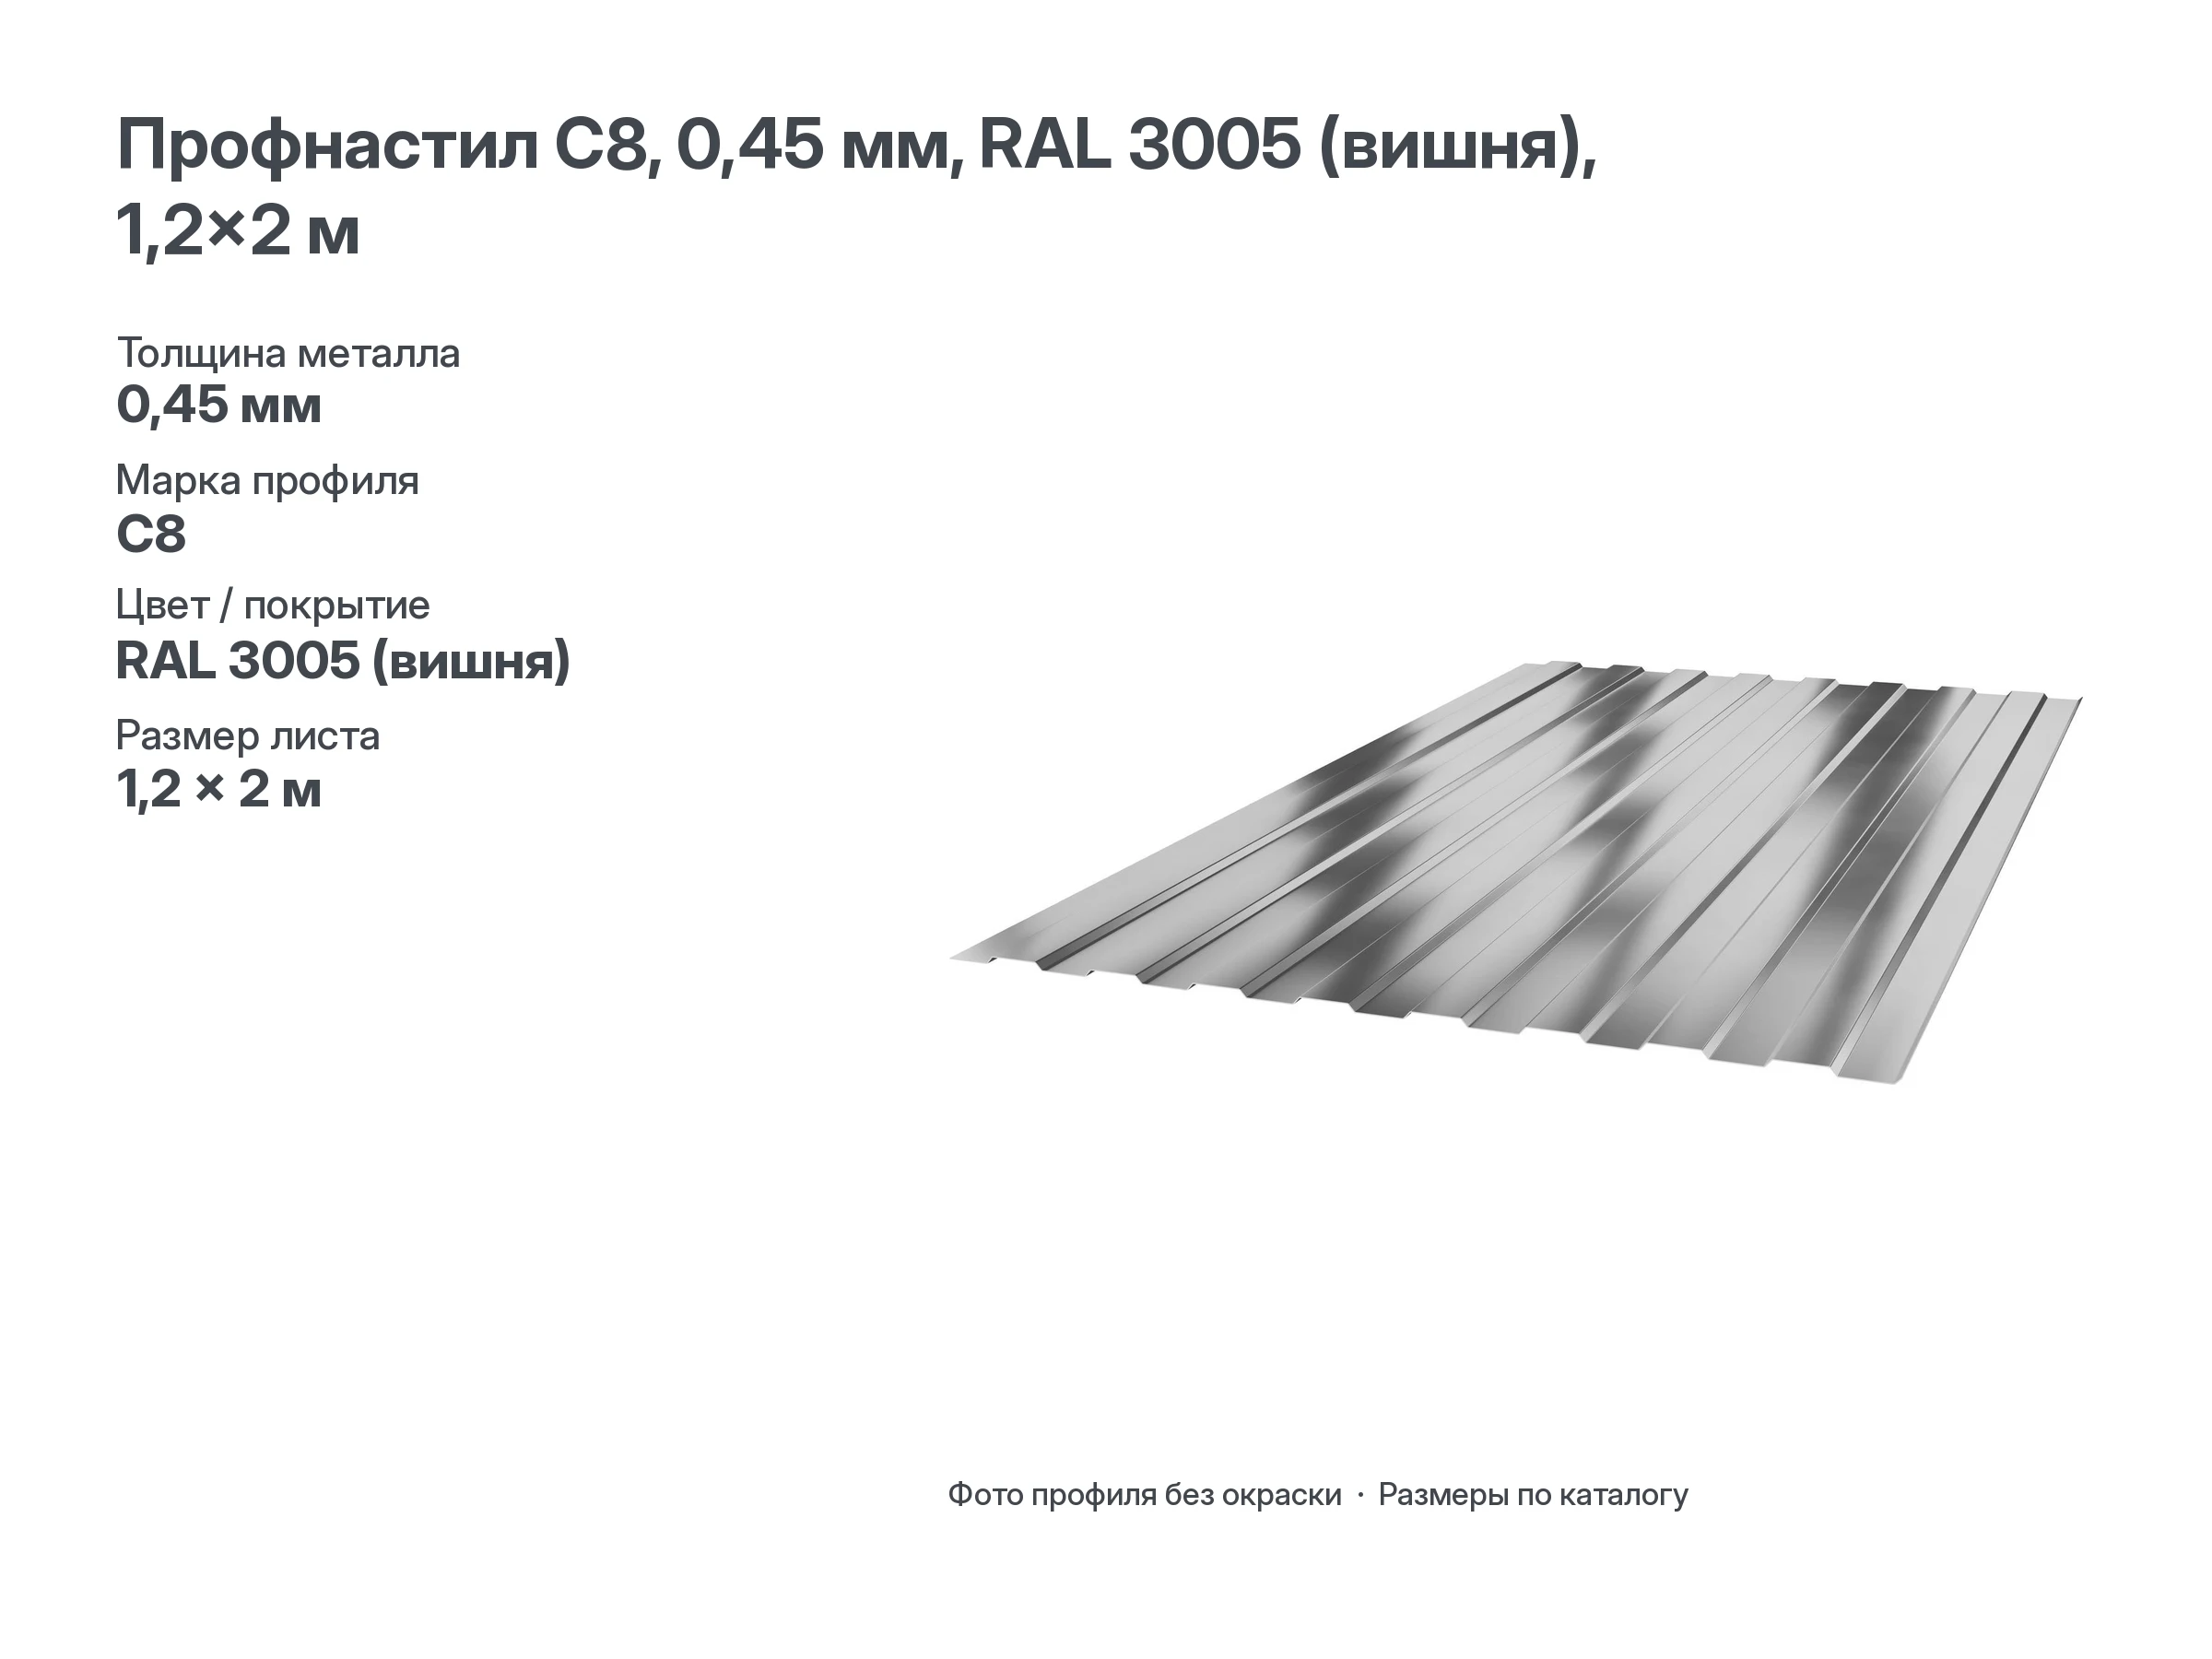 Профнастил С8, 0,45 мм, RAL 3005 (вишня),
1,2×2 м
Толщина металла
0,45 мм
Марка профиля
С8
Цвет / покрытие
RAL 3005 (вишня)
Размер листа
1,2 × 2 м
Фото профиля без окраски · Размеры по каталогу